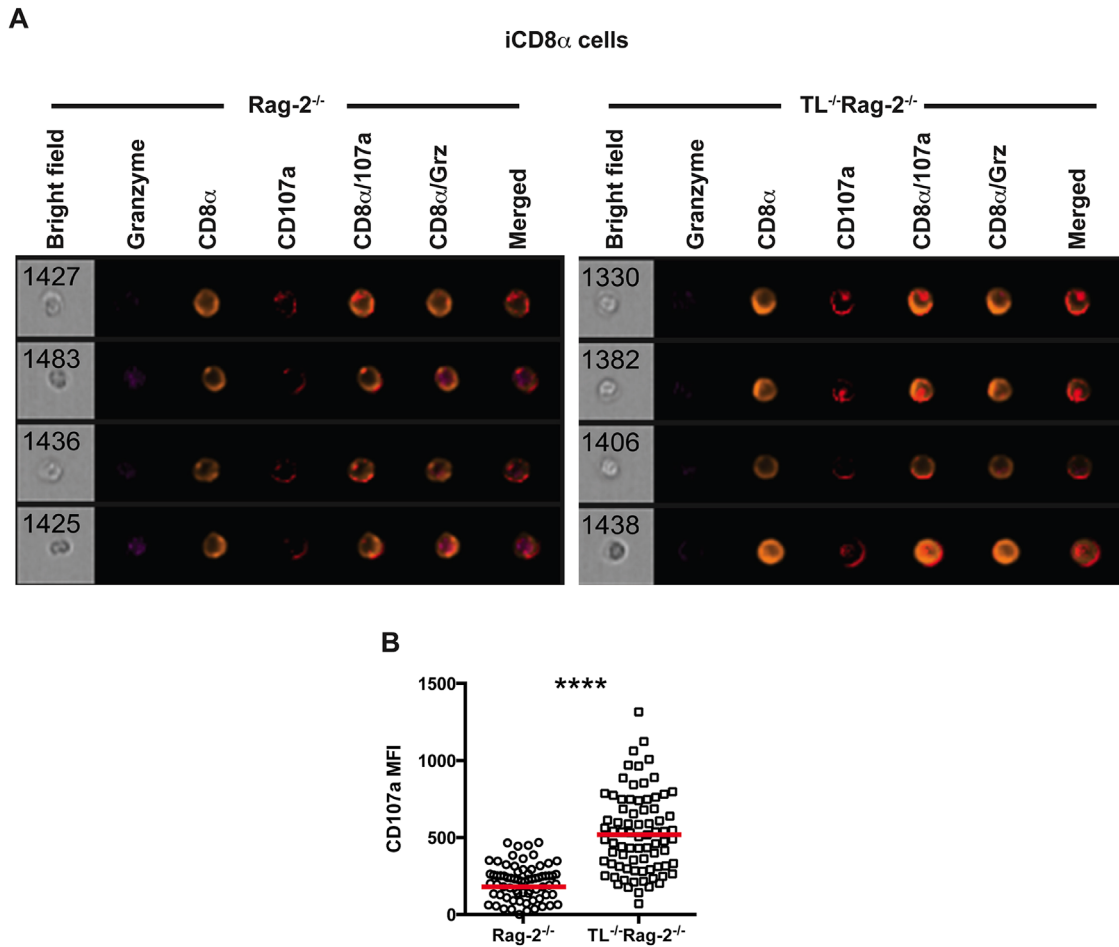 A
iCD8α cells
Rag-2-/-
TL-/-Rag-2-/-
Bright field
Granzyme
CD8α
CD107a
CD8α/107a
CD8α/Grz
Merged
Bright field
Granzyme
CD8α
CD107a
CD8α/107a
CD8α/Grz
Merged
1427
1483
1436
1425
1330
1382
1406
1438
B
CD107a MFI
1500
1000
500
0
****
Rag-2-/-
TL-/-Rag-2-/-